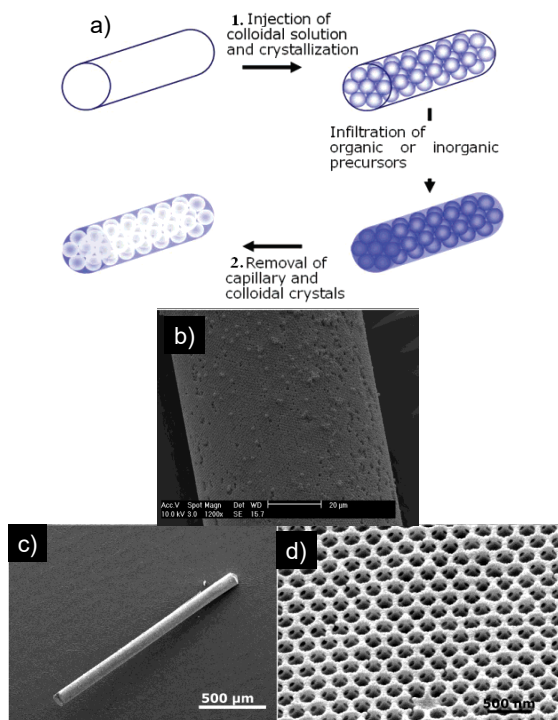 a)
1. Injection of
colloidal solution
and crystallization
Infiltration of
organic or inorganic
precursors
2. Removal of
capillary and
colloidal crystals
b)
Acc.V Spot Magn Det WD 20 µm
10.0 kV 3.0 1200x SE 15.7
c)
500 µm
d)
500 nm